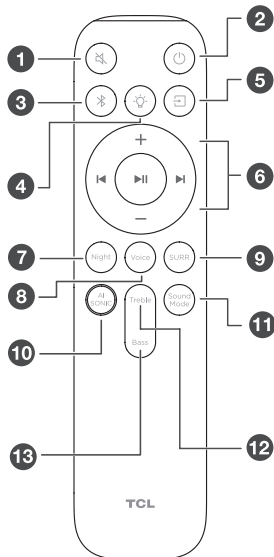 1
2
3
4
5
6
Night
Voice
SURR
7
8
9
AI
SONIC
Treble
Sound
Mode
10
11
Bass
12
13
TCL